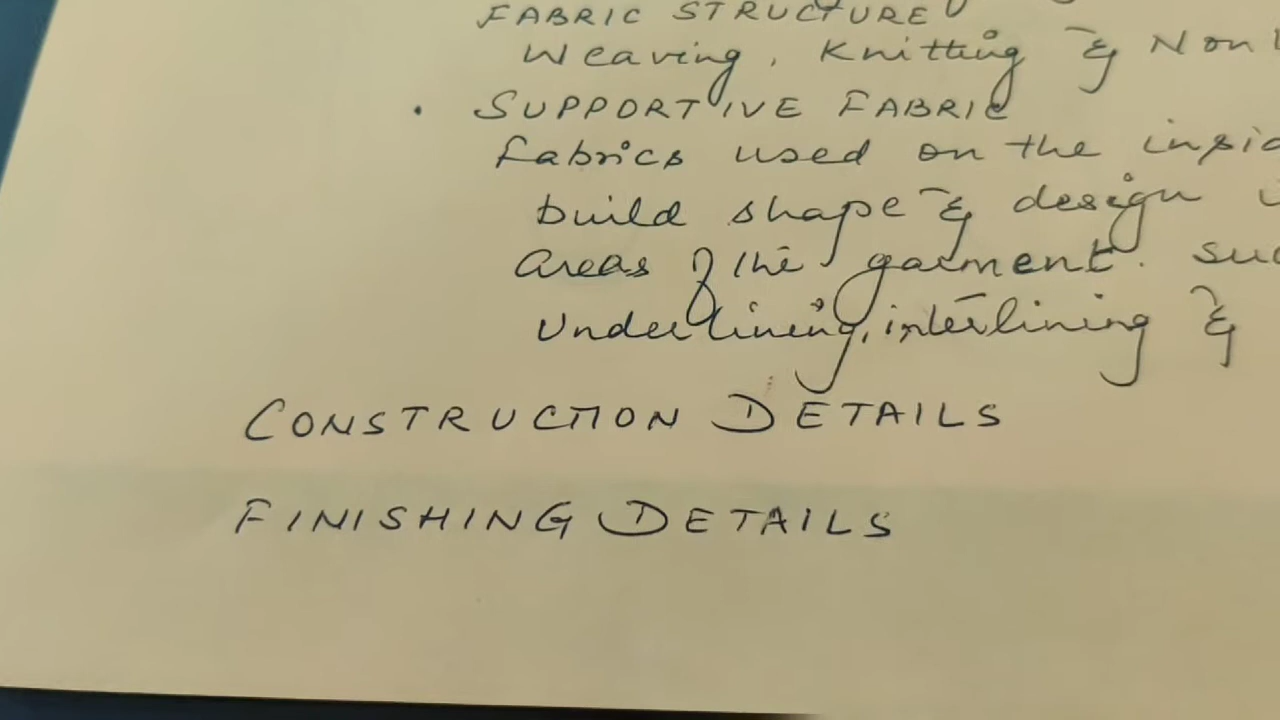 FABRIC STRUCTURE
Weaving, Knitting & Non
. SUPPORTIVE FABRIC
fabrics used on the
build shape & design
areas of the garment. 
Underlining, interlining &
CONSTRUCTION DETAILS
FINISHING DETAILS